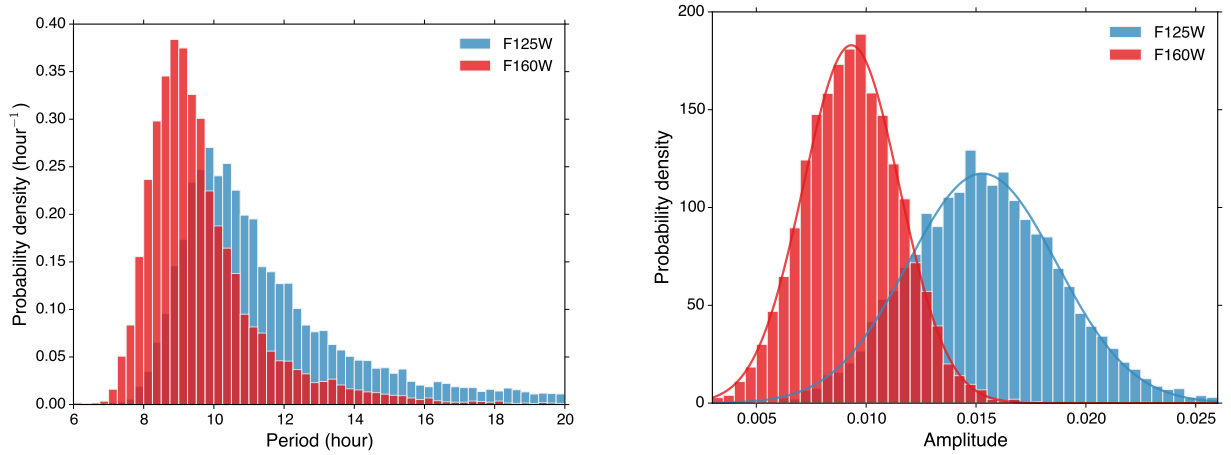 0.40
0.35
0.30
0.25
0.20
0.15
0.10
0.05
0.00
Probability density (hour⁻¹)
6 8 10 12 14 16 18 20
Period (hour)
F125W
F160W
200
150
100
50
0
Probability density
0.005 0.010 0.015 0.020 0.025
Amplitude
F125W
F160W